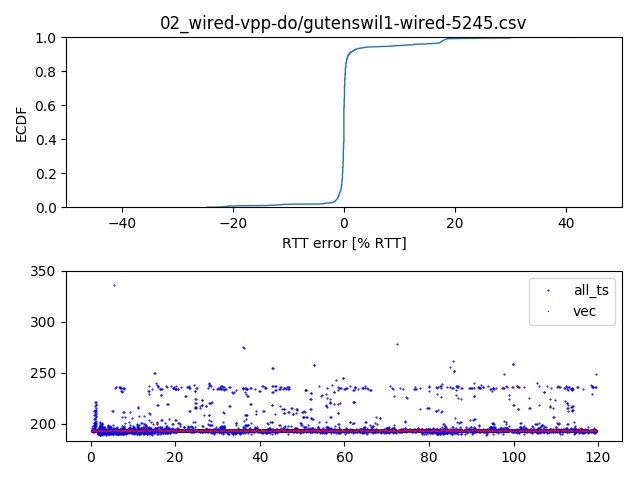 02_wired-vpp-do/gutenswil1-wired-5245.csv
1.0
0.8
0.6
0.4
0.2
0.0
ECDF
−40 −20 0 20 40
RTT error [% RTT]
350
300
250
200
all_ts
vec
0 20 40 60 80 100 120